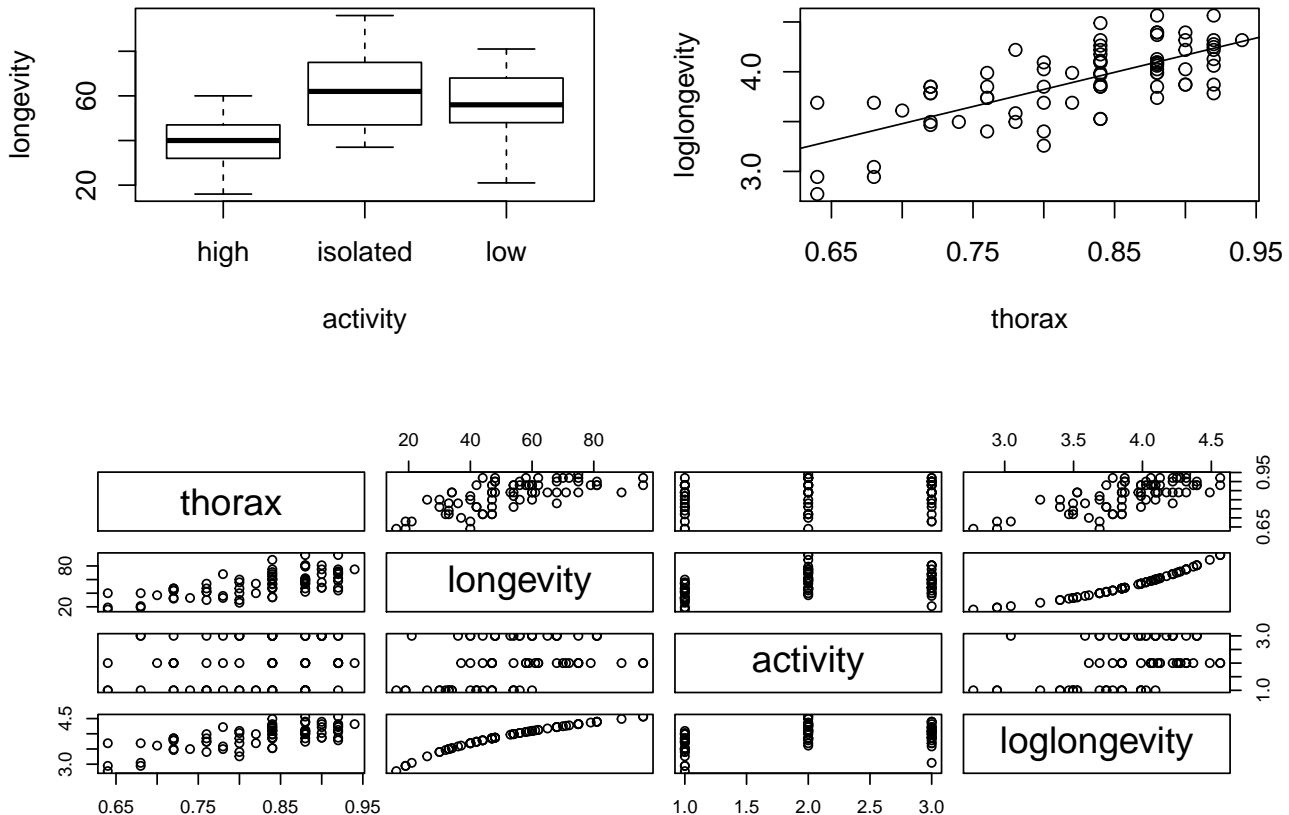 longevity
20 60
high isolated low
activity
loglongevity
3.0 4.0
0.65 0.75 0.85 0.95
thorax
20 40 60 80
3.0 3.5 4.0 4.5
thorax
0.65 0.95
20 80
longevity
activity
1.0 3.0
3.0 4.5
loglongevity
0.65 0.75 0.85 0.95
1.0 1.5 2.0 2.5 3.0